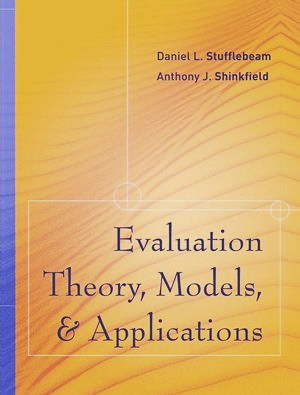 Daniel L. Stufflebeam
Anthony J. Shinkfield
Evaluation
Theory, Models,
& Applications